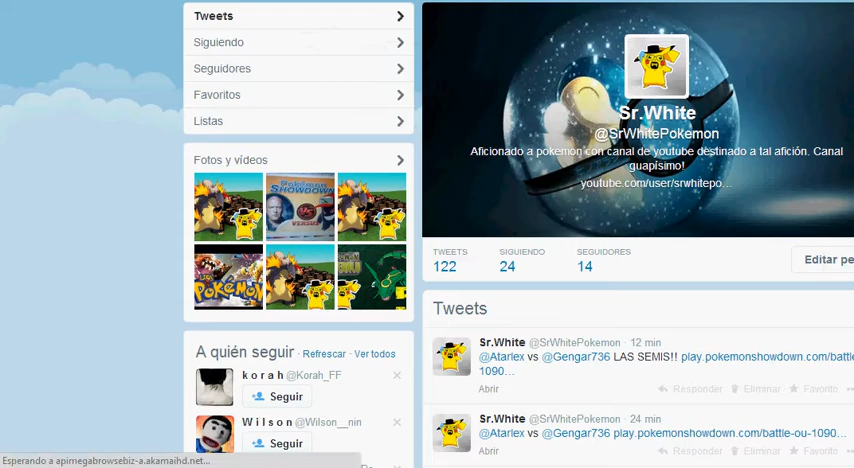 Tweets
Siguiendo
Seguidores
Favoritos
Listas
Fotos y vídeos
POKÉMON
SHOWDOWN
VERSUS
POKÉMON
A quién seguir · Refrescar · Ver todos
k o r a h @Korah_FF
Seguir
W i l s o n @Wilson__nin
Seguir
Esperando a apimegabrowsebiz-a.akamaihd.net...
Sr.White
@SrWhitePokemon
Aficionado a pokemon con canal de youtube destinado a tal afición. Canal
guapísimo!
youtube.com/user/srwhitepo...
TWEETS SIGUIENDO SEGUIDORES
122 24 14
Editar pe
Tweets
Sr.White @SrWhitePokemon · 12 min
@Atarlex vs @Gengar736 LAS SEMIS!! play.pokemonshowdown.com/battle
1090...
Abrir Responder Eliminar Favorito
Sr.White @SrWhitePokemon · 24 min
@Atarlex vs @Gengar736 play.pokemonshowdown.com/battle-ou-1090...
Abrir Responder Eliminar Favorito